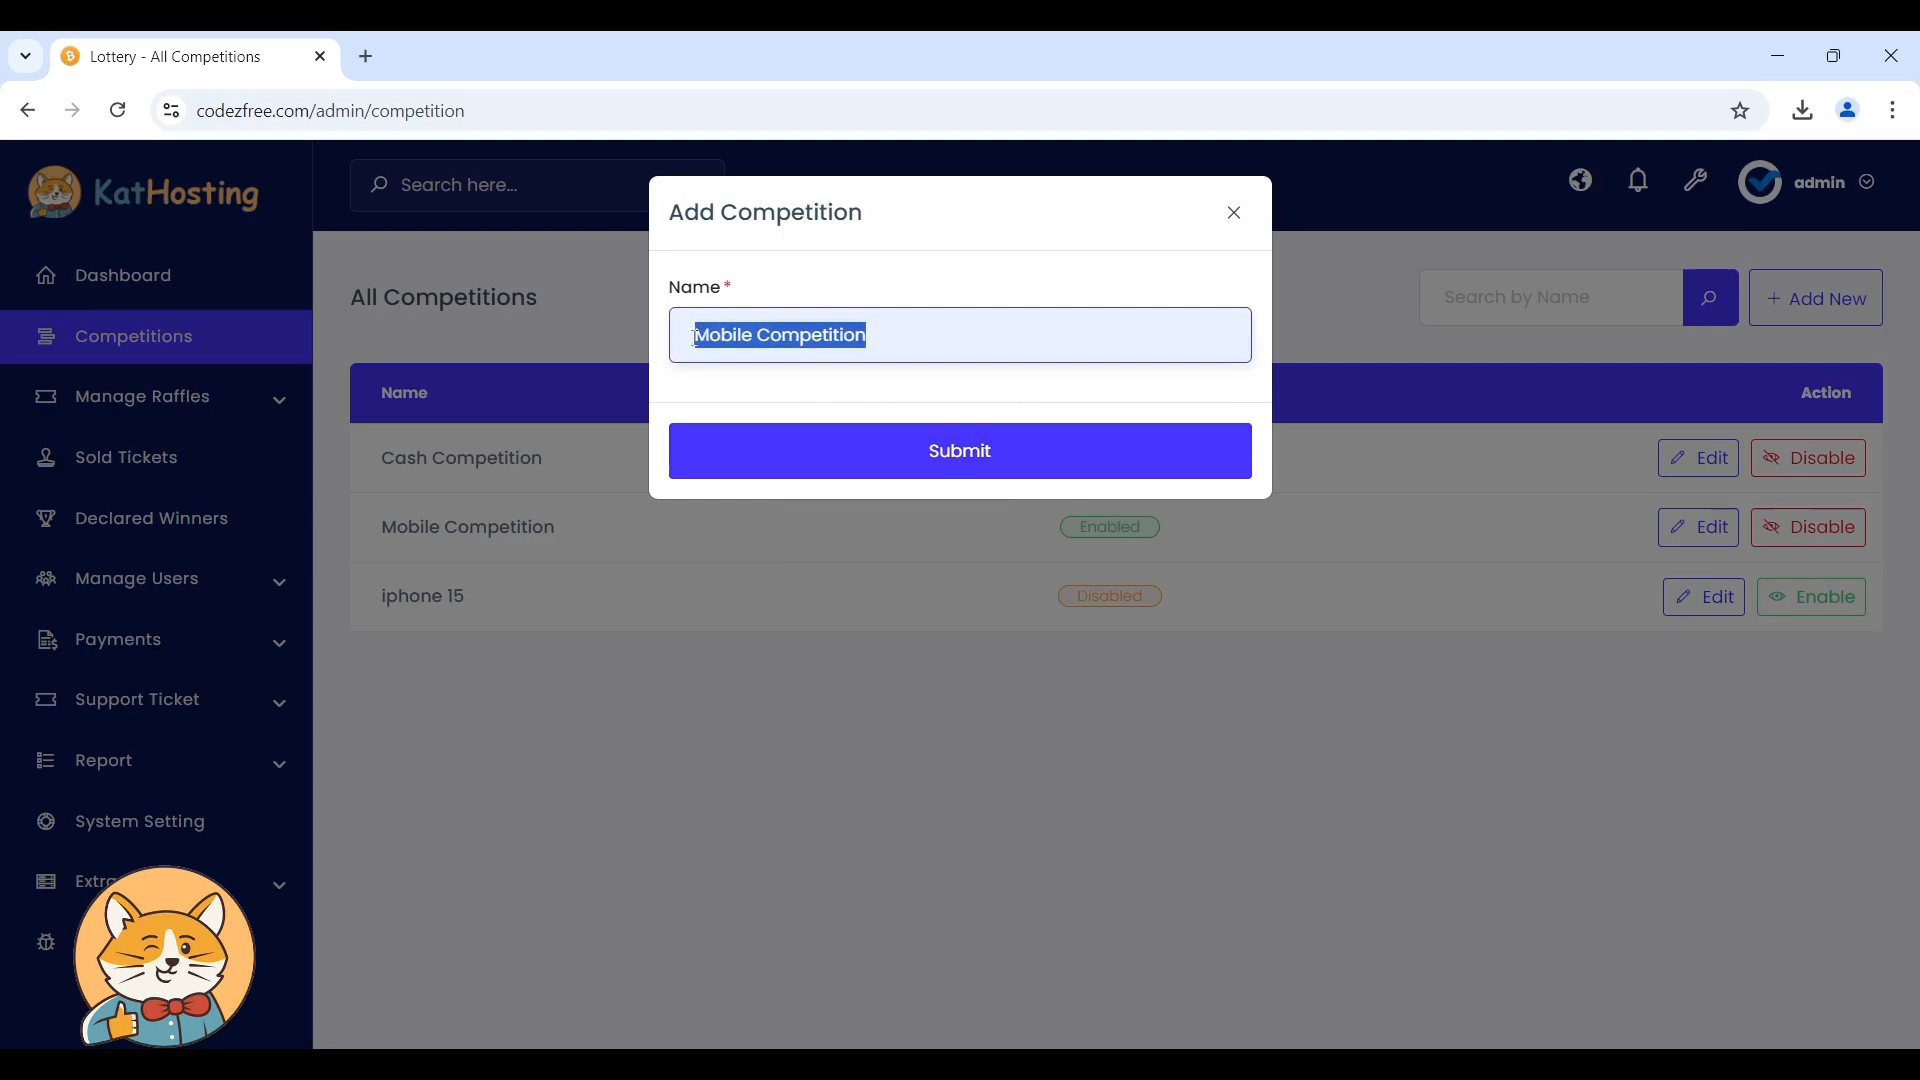 Lottery - All Competitions
codezfree.com/admin/competition
KatHosting
Search here...
admin
Add Competition
Name *
Mobile Competition
Submit
Dashboard
Competitions
Manage Raffles
Sold Tickets
Declared Winners
Manage Users
Payments
Support Ticket
Report
System Setting
Extra
All Competitions
Search by Name
+ Add New
Name
Action
Cash Competition
Edit
Disable
Mobile Competition
Enabled
Edit
Disable
iphone 15
Disabled
Edit
Enable